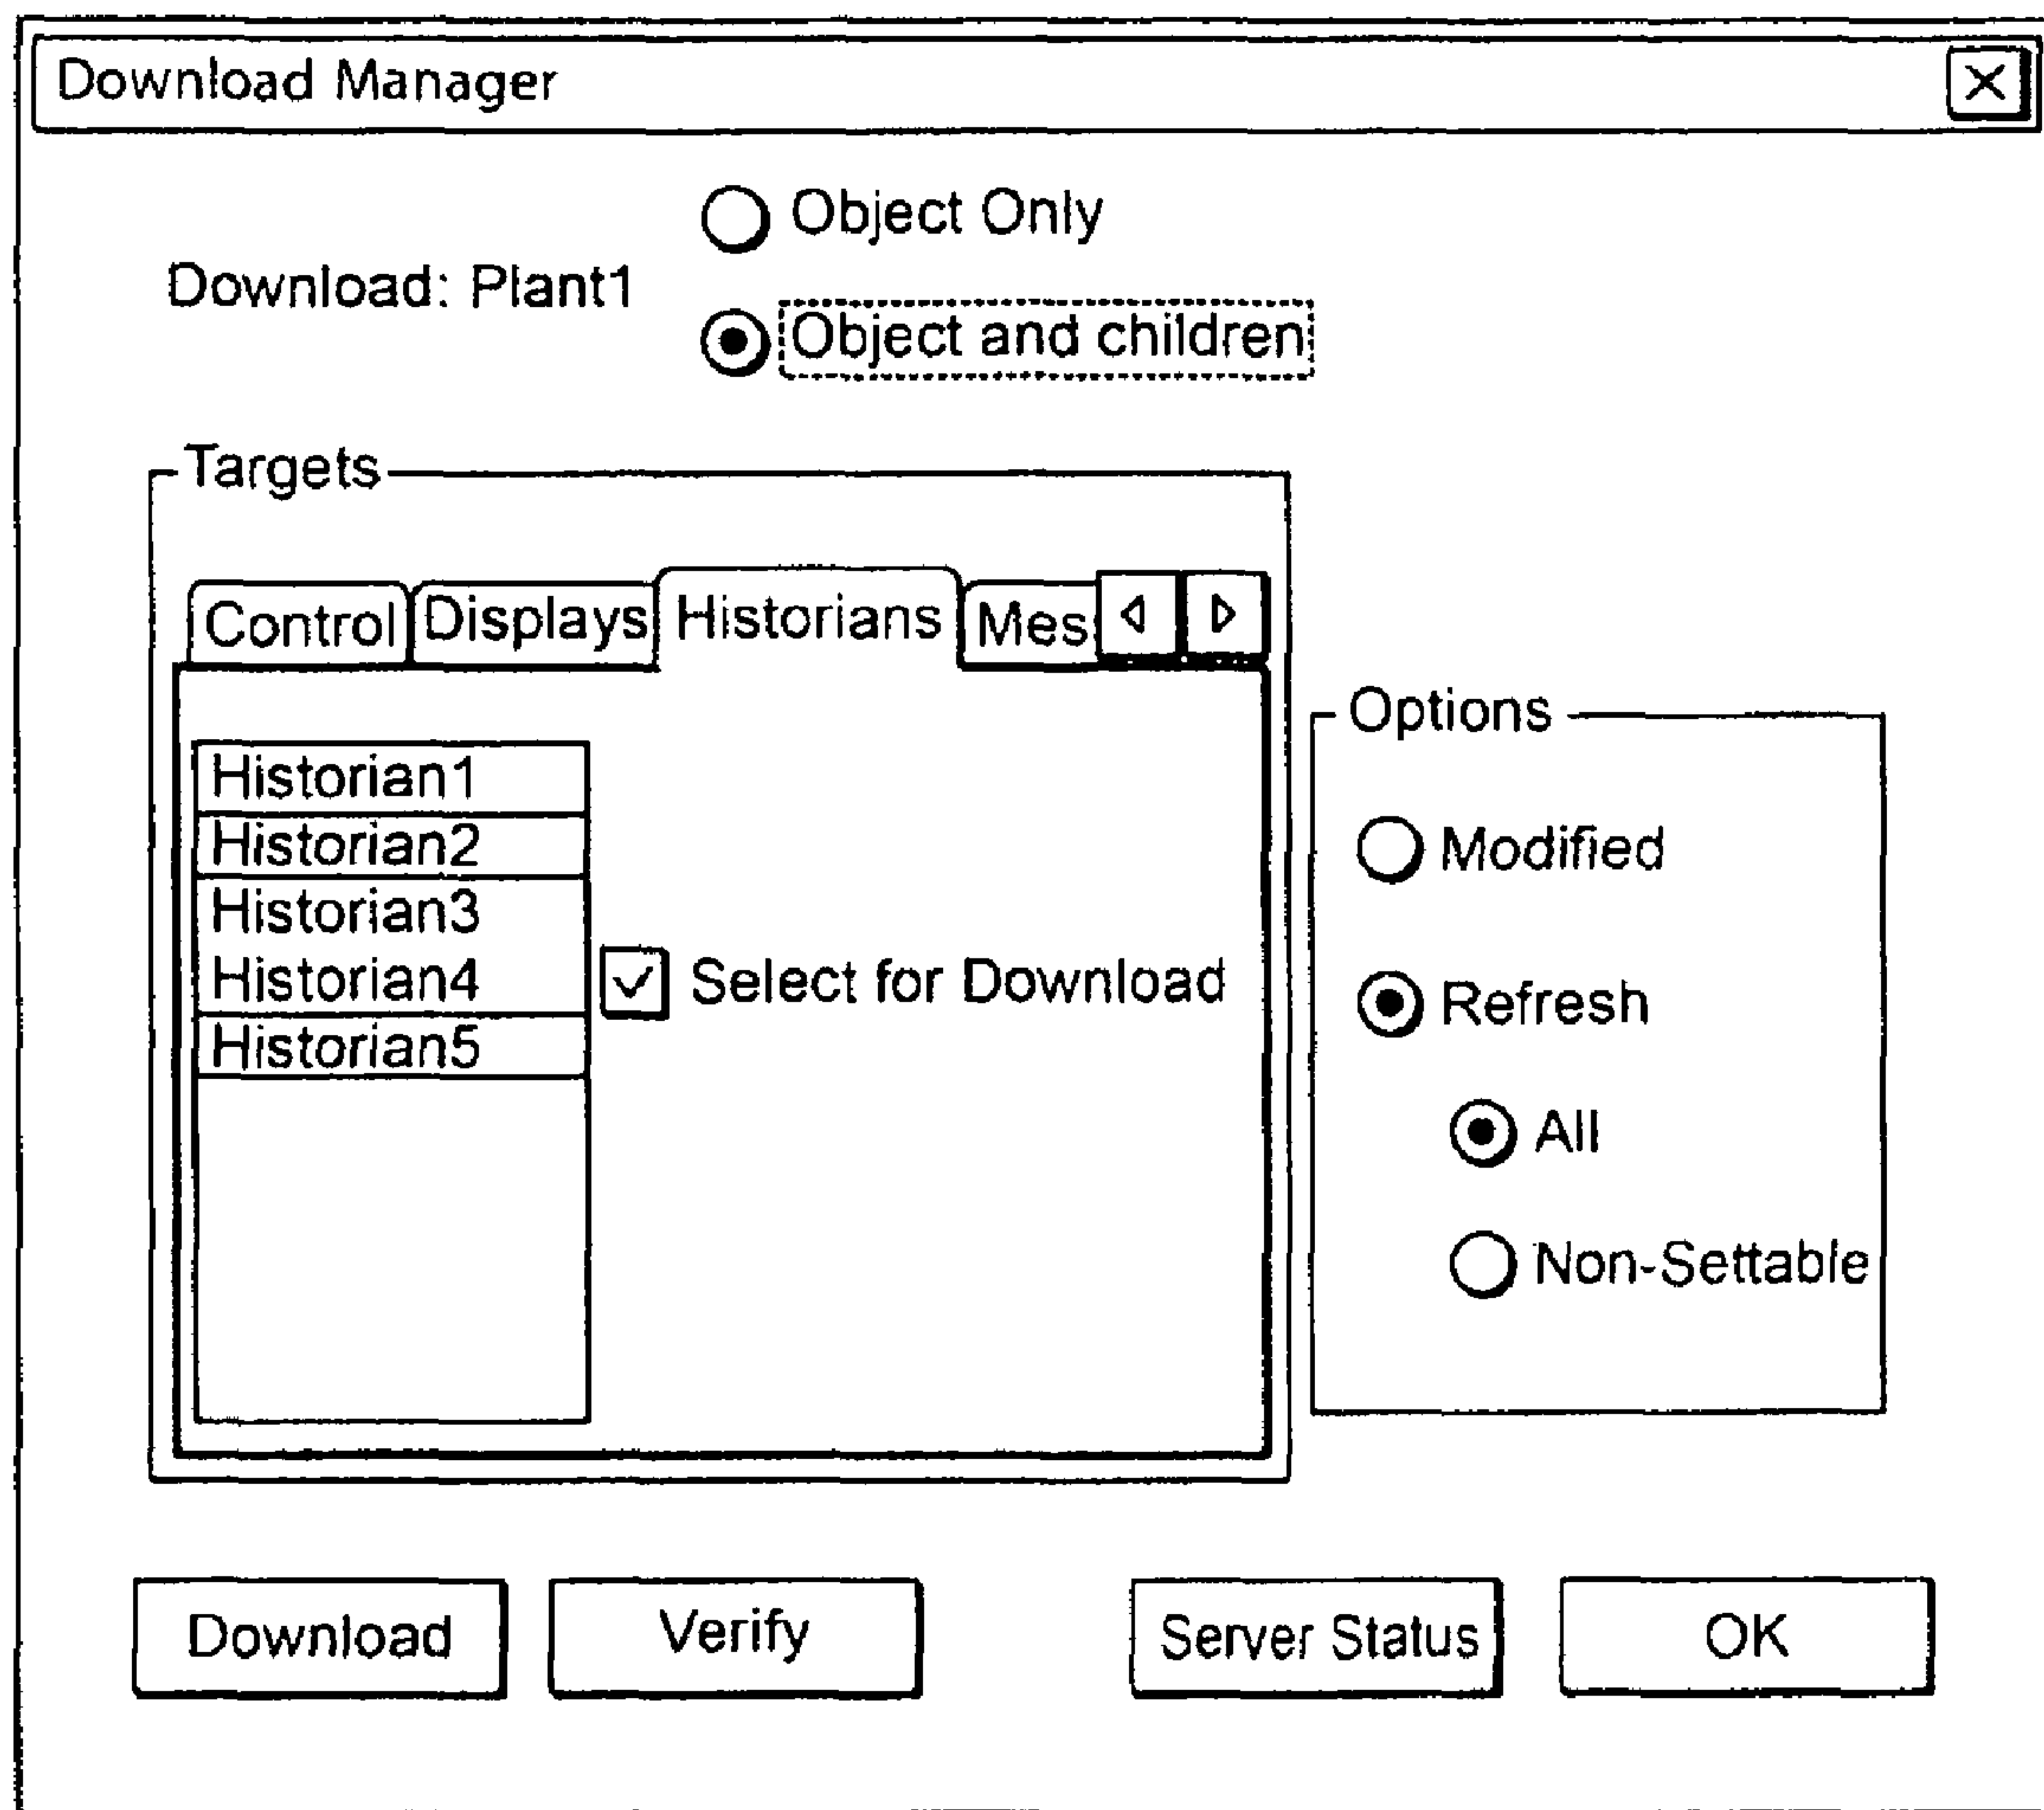 Download Manager
Object Only
Download: Plant1
Object and children
Targets
Control Displays Historians Mes
Historian1
Historian2
Historian3
Historian4
Historian5
Select for Download
Options
Modified
Refresh
All
Non-Settable
Download Verify Server Status OK